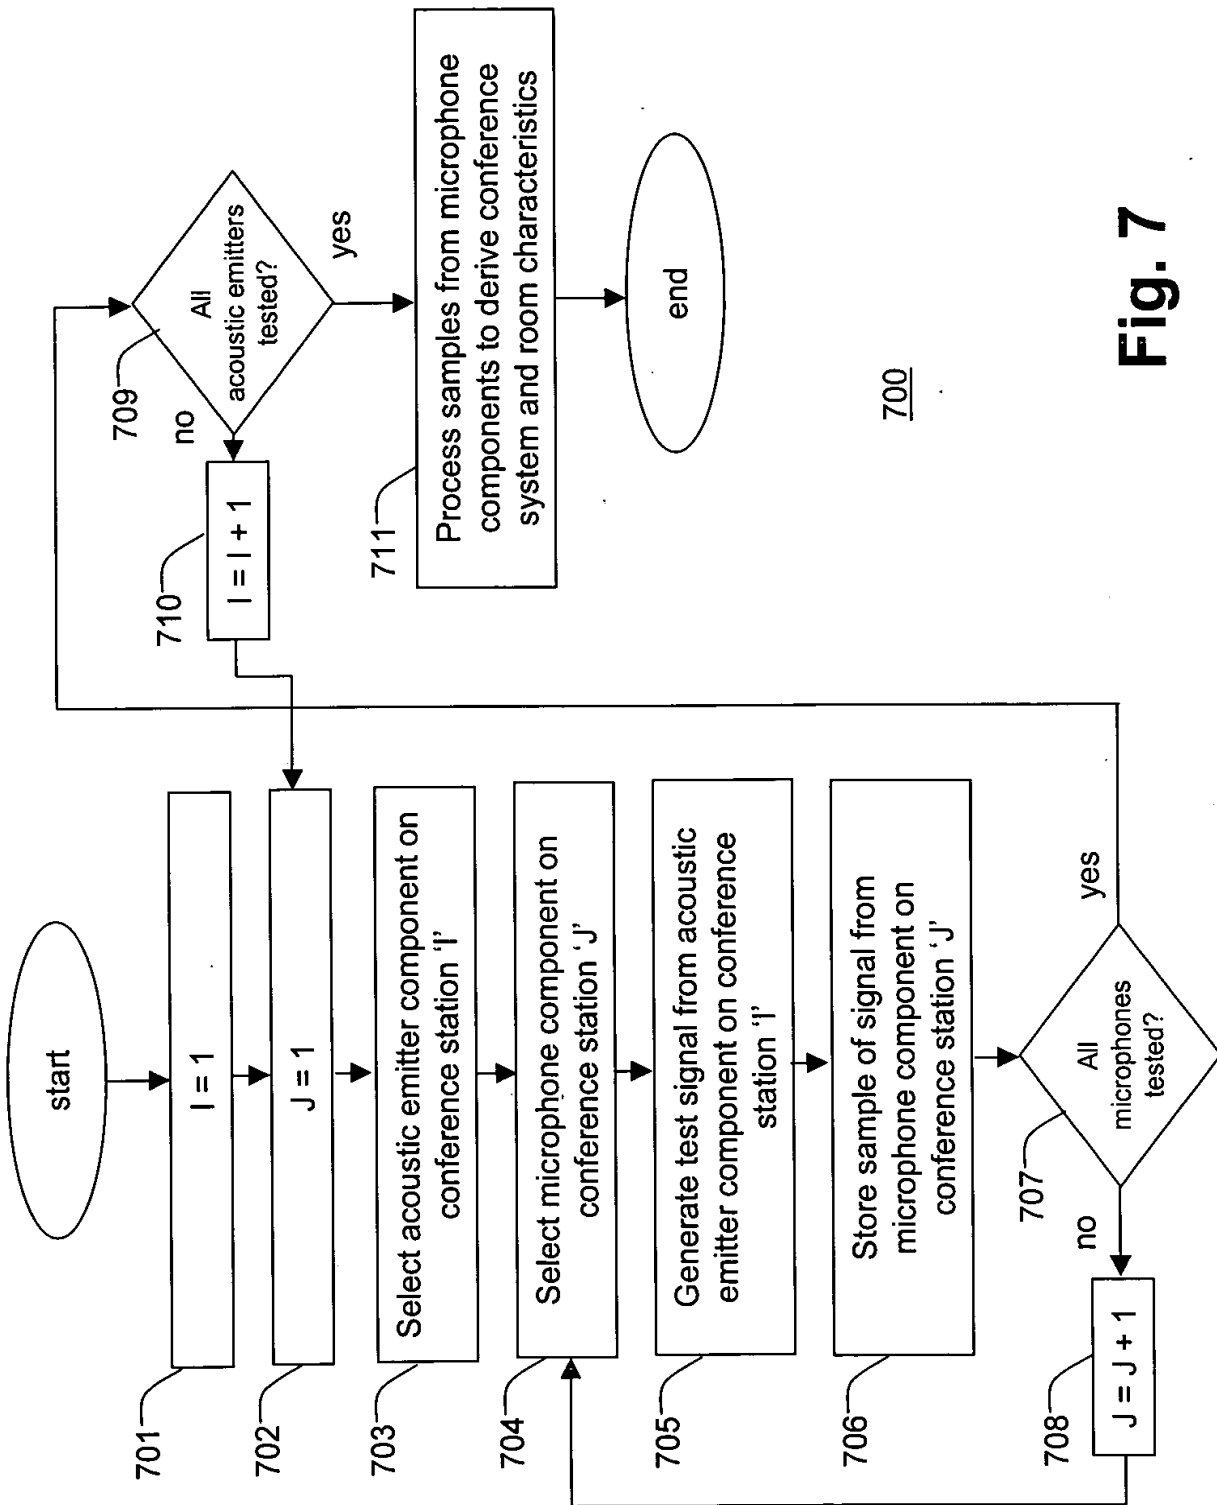 start
701
I = 1
702
J = 1
703
Select acoustic emitter component on
conference station 'I'
704
Select microphone component on
conference station 'J'
705
Generate test signal from acoustic
emitter component on conference
station 'I'
706
Store sample of signal from
microphone component on
conference station 'J'
707
All
microphones
tested?
no
yes
708
J = J + 1
709
All
acoustic emitters
tested?
no
yes
710
I = I + 1
711
Process samples from microphone
components to derive conference
system and room characteristics
end
700
Fig. 7